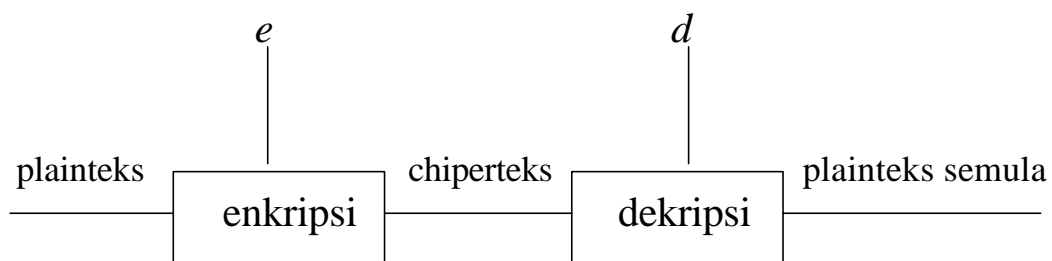 e d
plainteks chiperteks plainteks semula
enkripsi dekripsi